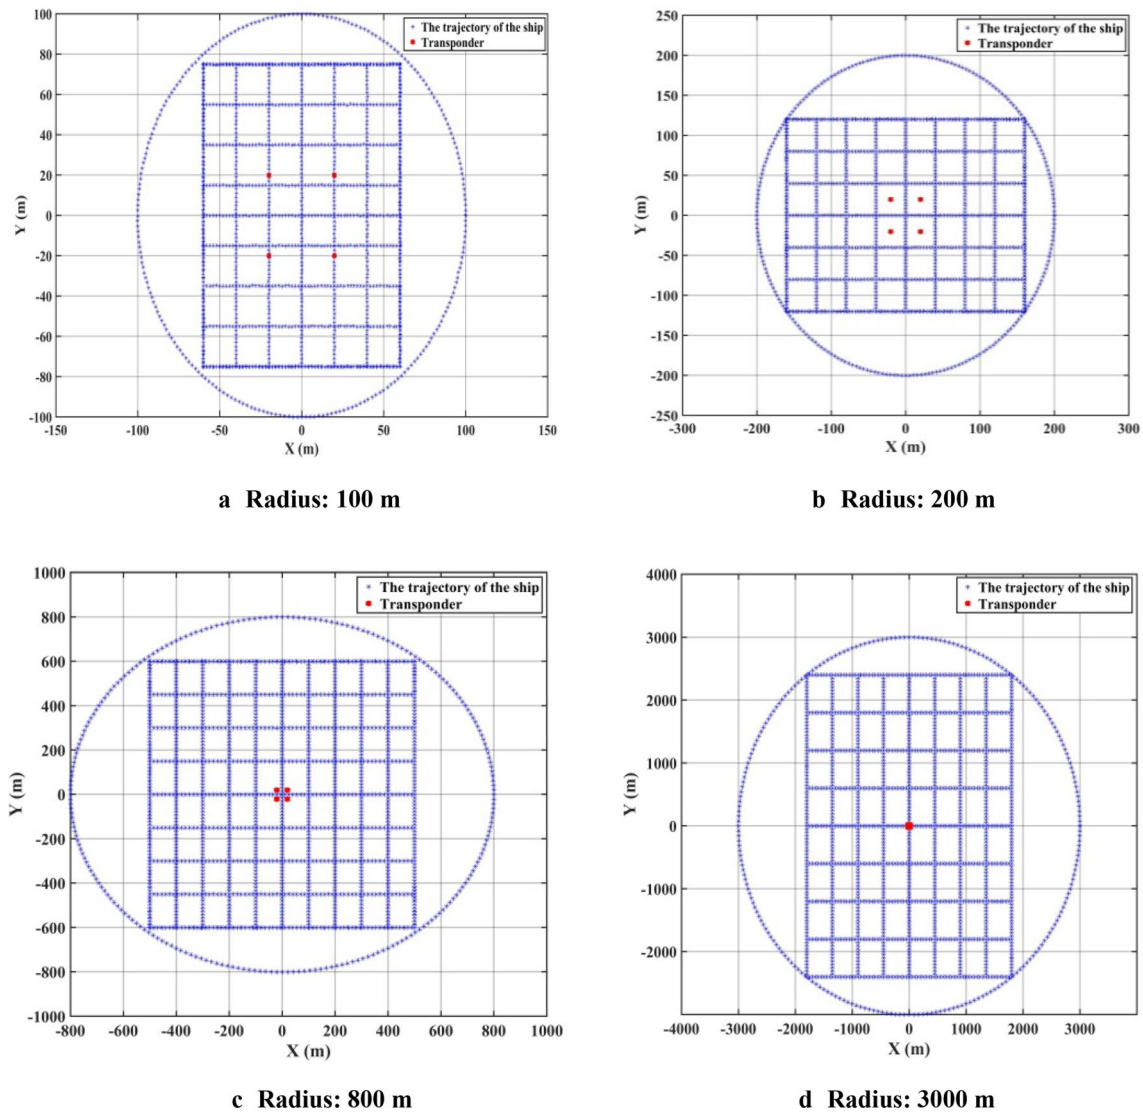 The trajectory of the ship
Transponder
100
80
60
40
20
0
-20
-40
-60
-80
-100
Y (m)
-150 -100 -50 0 50 100 150
X (m)
a Radius: 100 m
The trajectory of the ship
Transponder
250
200
150
100
50
0
-50
-100
-150
-200
-250
Y (m)
-300 -200 -100 0 100 200 300
X (m)
b Radius: 200 m
The trajectory of the ship
Transponder
1000
800
600
400
200
0
-200
-400
-600
-800
-1000
Y (m)
-800 -600 -400 -200 0 200 400 600 800 1000
X (m)
c Radius: 800 m
The trajectory of the ship
Transponder
4000
3000
2000
1000
0
-1000
-2000
Y (m)
-4000 -3000 -2000 -1000 0 1000 2000 3000
X (m)
d Radius: 3000 m